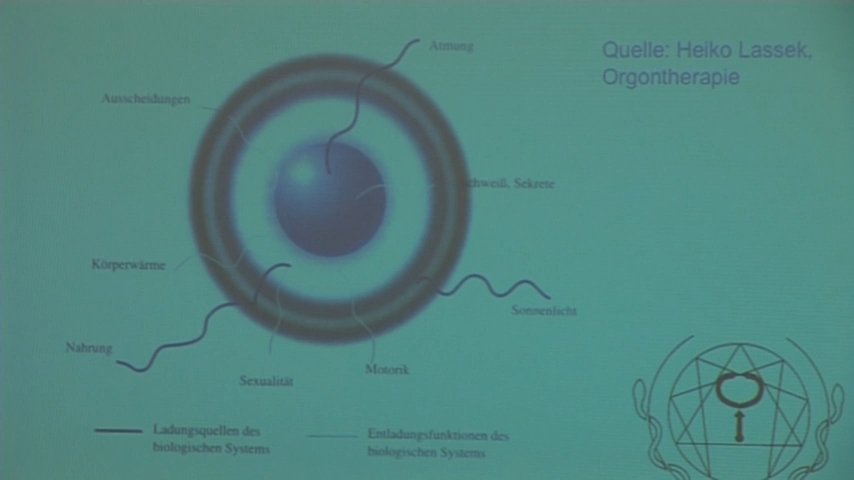 Atmung
Quelle: Heiko Lassek,
Orgontherapie
Ausscheidungen
chweiß, Sekrete
Körperwärme
Sonnenlicht
Nahrung
Motorik
Sexualität
Ladungsquellen des
biologischen Systems
Entladungsfunktionen des
biologischen Systems